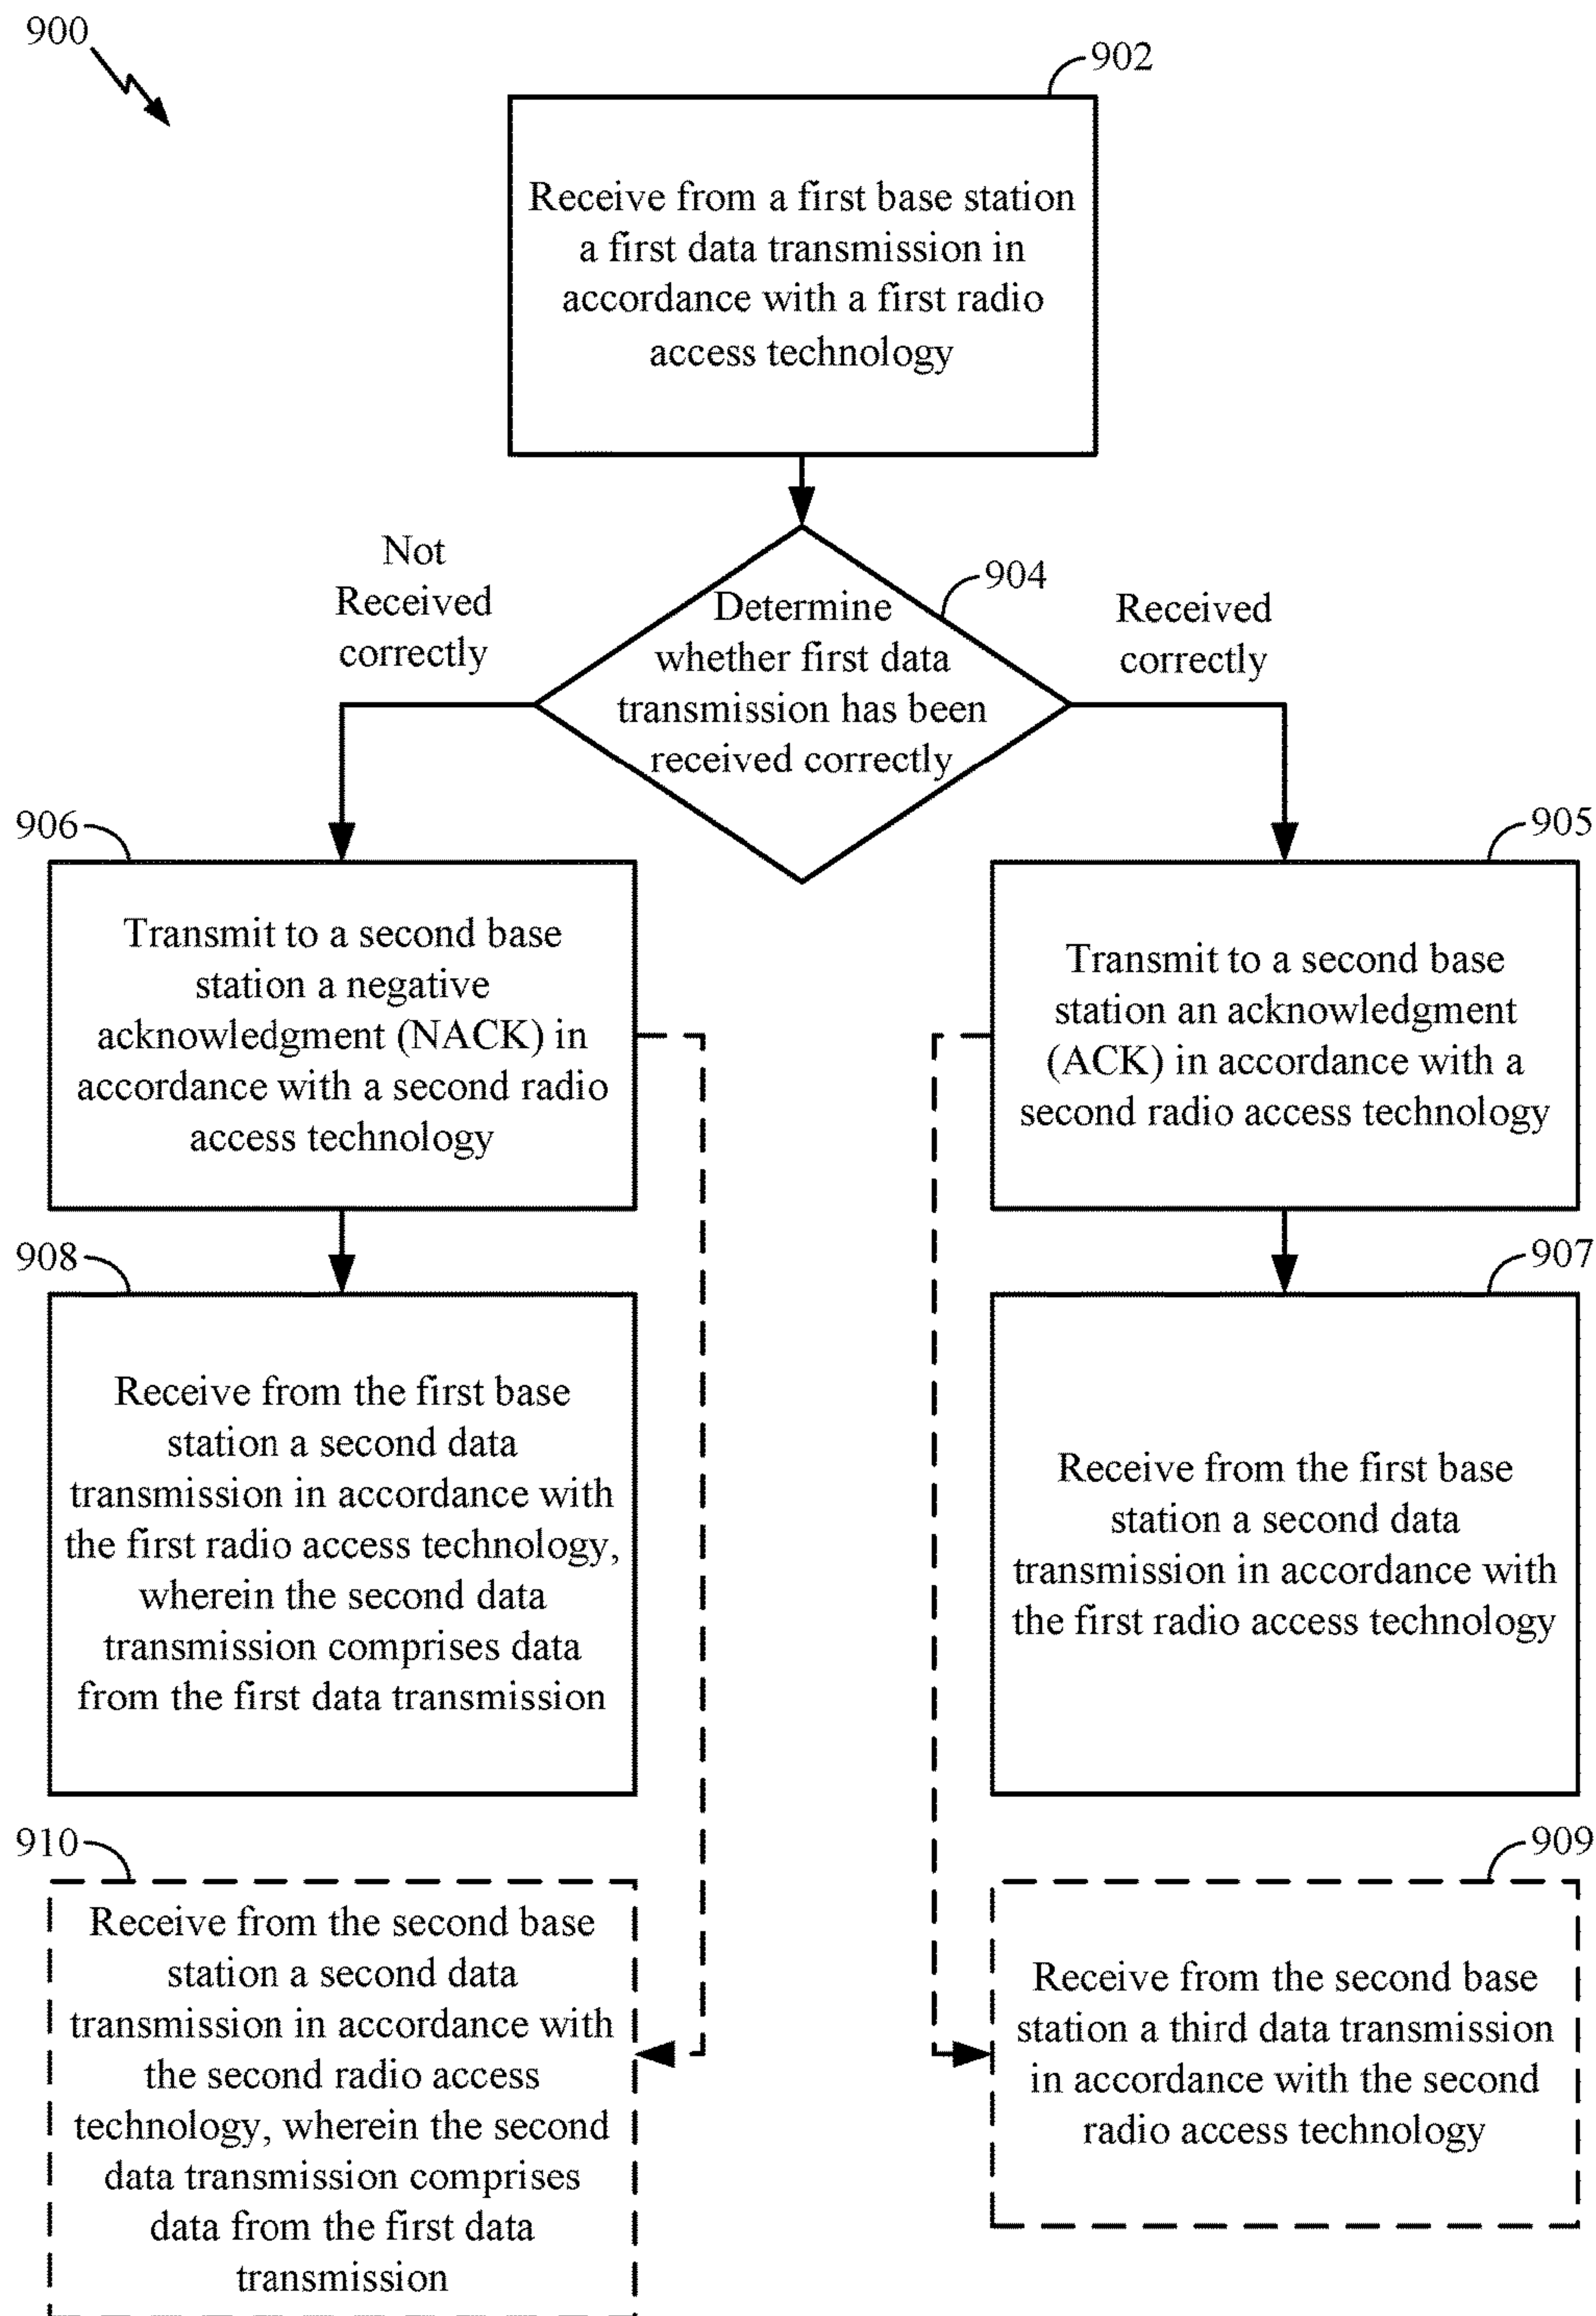 900
902
Receive from a first base station
a first data transmission in
accordance with a first radio
access technology
Not
Received
correctly
904
Determine
whether first data
transmission has been
received correctly
Received
correctly
906
Transmit to a second base
station a negative
acknowledgment (NACK) in
accordance with a second radio
access technology
905
Transmit to a second base
station an acknowledgment
(ACK) in accordance with a
second radio access technology
908
Receive from the first base
station a second data
transmission in accordance with
the first radio access technology,
wherein the second data
transmission comprises data
from the first data transmission
907
Receive from the first base
station a second data
transmission in accordance with
the first radio access technology
910
Receive from the second base
station a second data
transmission in accordance with
the second radio access
technology, wherein the second
data transmission comprises
data from the first data
transmission
909
Receive from the second base
station a third data transmission
in accordance with the second
radio access technology